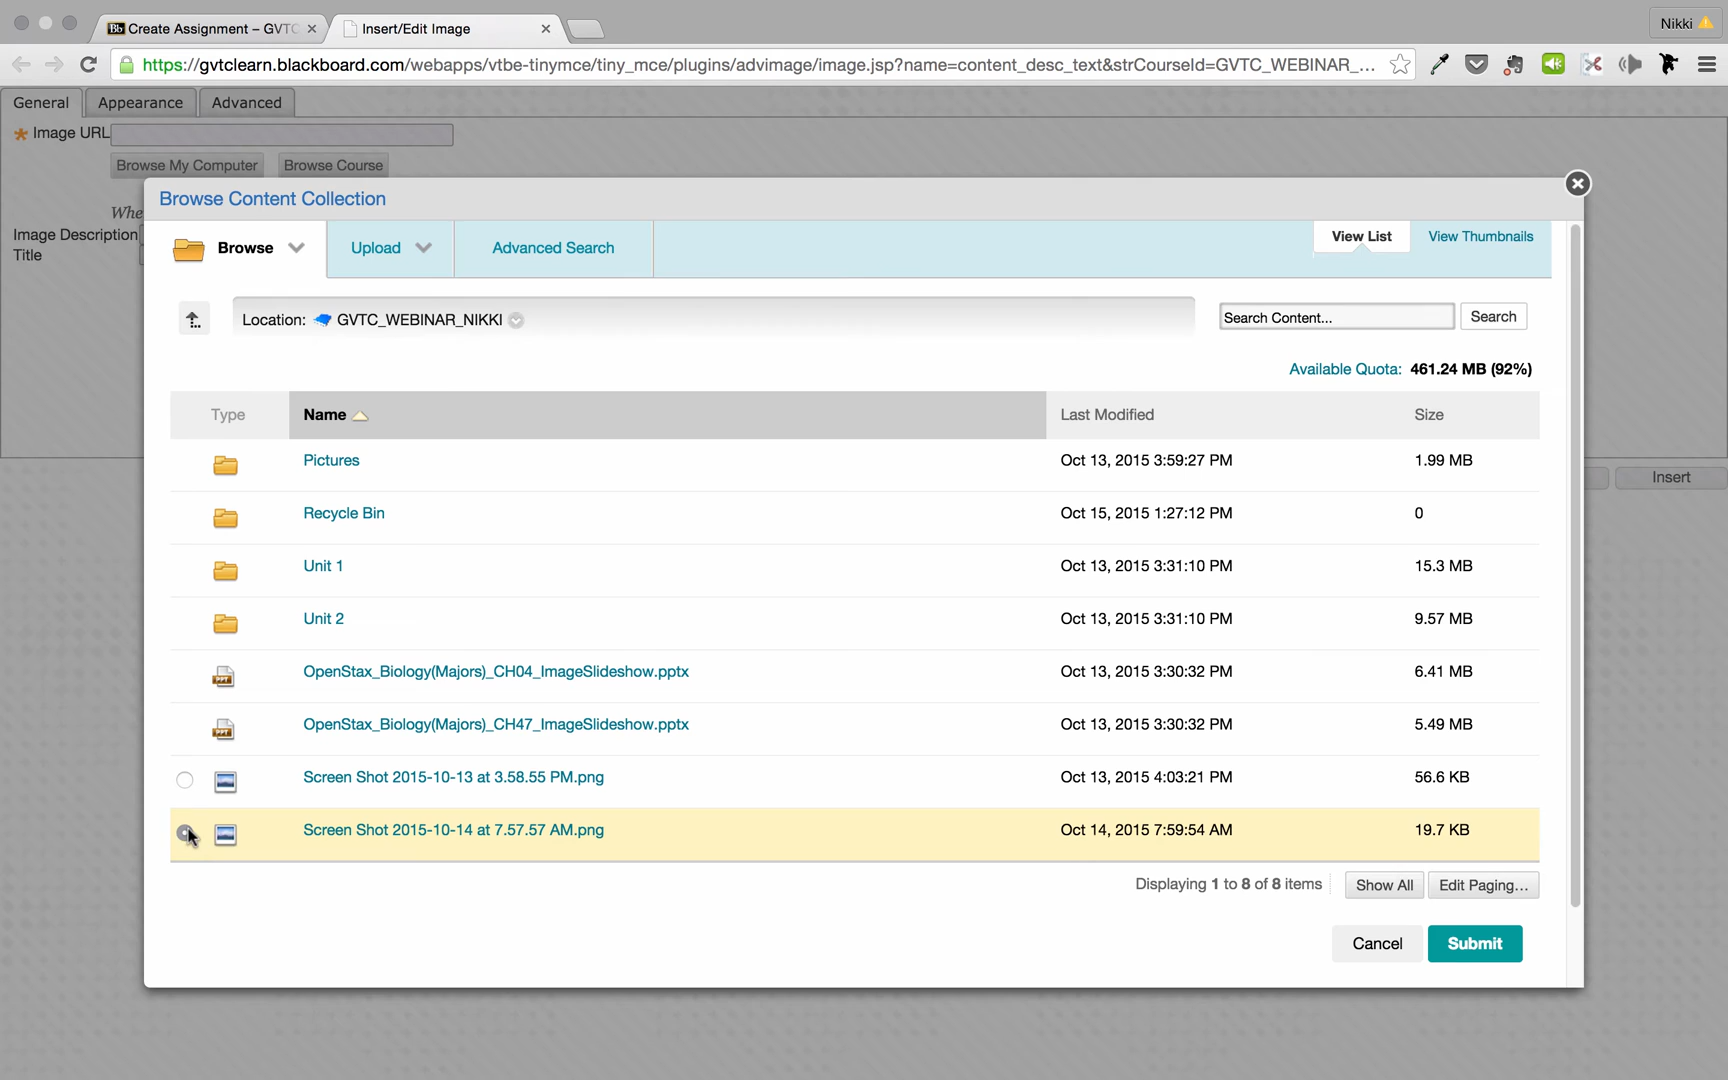 Create Assignment – GVTC
Insert/Edit Image
Nikki
https://gvtclearn.blackboard.com/webapps/vtbe-tinymce/tiny_mce/plugins/advimage/image.jsp?name=content_desc_text&strCourseId=GVTC_WEBINAR_...
General Appearance Advanced
Image URL
Browse My Computer Browse Course
Image Description
Title
Insert
Browse Content Collection
Browse Upload Advanced Search View List View Thumbnails
Location: GVTC_WEBINAR_NIKKI Search Content... Search
Available Quota: 461.24 MB (92%)
Type Name Last Modified Size
Pictures Oct 13, 2015 3:59:27 PM 1.99 MB
Recycle Bin Oct 15, 2015 1:27:12 PM 0
Unit 1 Oct 13, 2015 3:31:10 PM 15.3 MB
Unit 2 Oct 13, 2015 3:31:10 PM 9.57 MB
OpenStax_Biology(Majors)_CH04_ImageSlideshow.pptx Oct 13, 2015 3:30:32 PM 6.41 MB
OpenStax_Biology(Majors)_CH47_ImageSlideshow.pptx Oct 13, 2015 3:30:32 PM 5.49 MB
Screen Shot 2015-10-13 at 3.58.55 PM.png Oct 13, 2015 4:03:21 PM 56.6 KB
Screen Shot 2015-10-14 at 7.57.57 AM.png Oct 14, 2015 7:59:54 AM 19.7 KB
Displaying 1 to 8 of 8 items Show All Edit Paging...
Cancel Submit